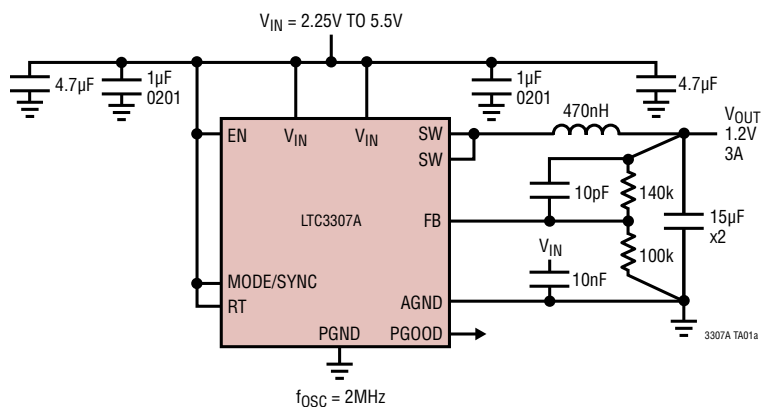 VIN = 2.25V TO 5.5V
4.7µF
1µF
0201
1µF
0201
4.7µF
EN
VIN
VIN
SW
SW
470nH
VOUT
1.2V
3A
LTC3307A
FB
10pF
140k
15µF
x2
VIN
100k
10nF
MODE/SYNC
RT
AGND
PGND
PGOOD
3307A TA01a
fOSC = 2MHz